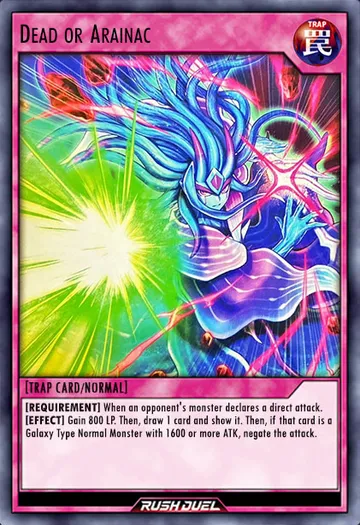 DEAD OR ARAINAC
TRAP
罠
[TRAP CARD/NORMAL]
[REQUIREMENT] When an opponent's monster declares a direct attack.
[EFFECT] Gain 800 LP. Then, draw 1 card and show it. Then, if that card is a
Galaxy Type Normal Monster with 1600 or more ATK, negate the attack.
RUSH DUEL